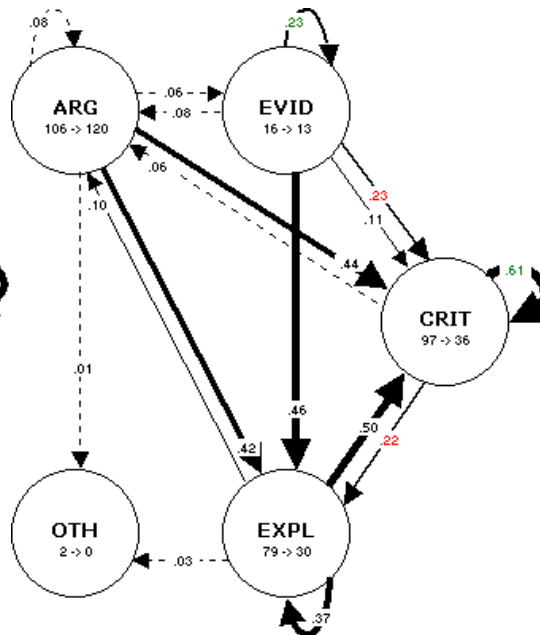 .08
.23
.06
ARG
106 -> 120
EVID
16 -> 13
.08
.06
.23
.10
.11
.44
.61
CRIT
97 -> 36
.01
.46
.50
.22
.42
OTH
2 -> 0
EXPL
79 -> 30
.03
.37